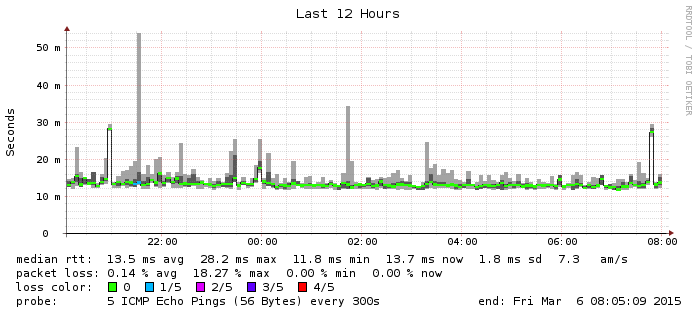 Last 12 Hours
RRDTOOL / TOBI OETIKER
Seconds
50 m
40 m
30 m
20 m
10 m
0
22:00 00:00 02:00 04:00 06:00 08:00
median rtt: 13.5 ms avg 28.2 ms max 11.8 ms min 13.7 ms now 1.8 ms sd 7.3 am/s
packet loss: 0.14 % avg 18.27 % max 0.00 % min 0.00 % now
loss color: 0 1/5 2/5 3/5 4/5
probe: 5 ICMP Echo Pings (56 Bytes) every 300s end: Fri Mar 6 08:05:09 2015